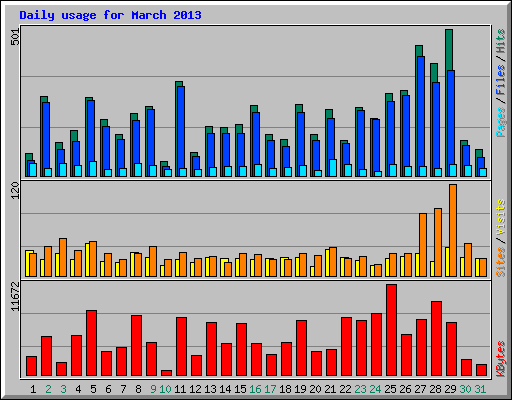 Daily usage for March 2013
501
Pages / Files / Hits
120
Sites / Visits
11672
KBytes
1 2 3 4 5 6 7 8 9 10 11 12 13 14 15 16 17 18 19 20 21 22 23 24 25 26 27 28 29 30 31